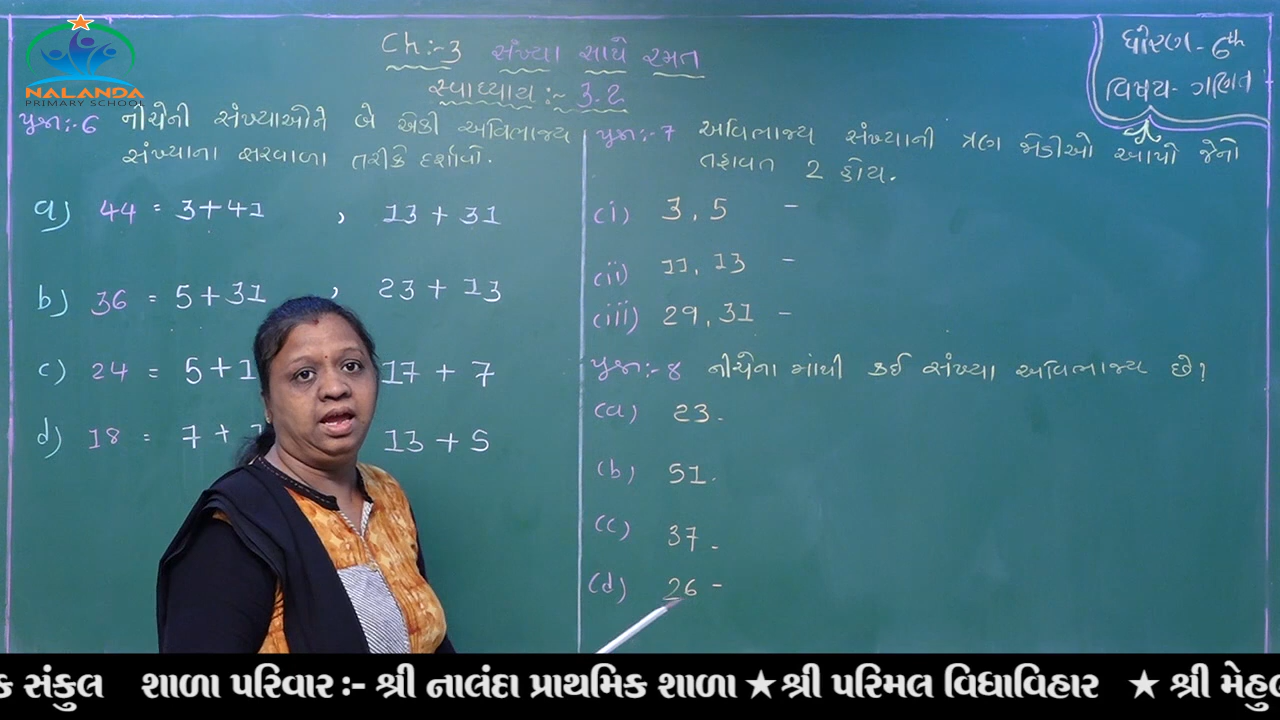 NALANDA
PRIMARY SCHOOL
Ch:-3 સંખ્યા સાથે રમત
સ્વાધ્યાય:- 3.2
ધોરણ- 6th
વિષય- ગણિત
પ્રશ્ન:-6 નીચેની સંખ્યાઓને બે એકી અવિભાજ્ય
સંખ્યાના સરવાળા તરીકે દર્શાવો.
a) 44 = 3+41 , 13 + 31
b) 36 = 5+31 , 23 + 13
c) 24 = 5+1 17 + 7
d) 18 = 7 + 13 + 5
પ્રશ્ન:-7 અવિભાજ્ય સંખ્યાની ત્રણ જોડીઓ આપો જેનો
તફાવત 2 હોય.
(i) 3, 5 -
(ii) 11, 13 -
(iii) 29, 31 -
પ્રશ્ન:-8 નીચેના માંથી કઈ સંખ્યા અવિભાજ્ય છે?
(a) 23.
(b) 51.
(c) 37 -
(d) 26 -
ક સંકુલ શાળા પરિવાર :- શ્રી નાલંદા પ્રાથમિક શાળા ★ શ્રી પરિમલ વિધાવિહાર ★ શ્રી મેહુલ